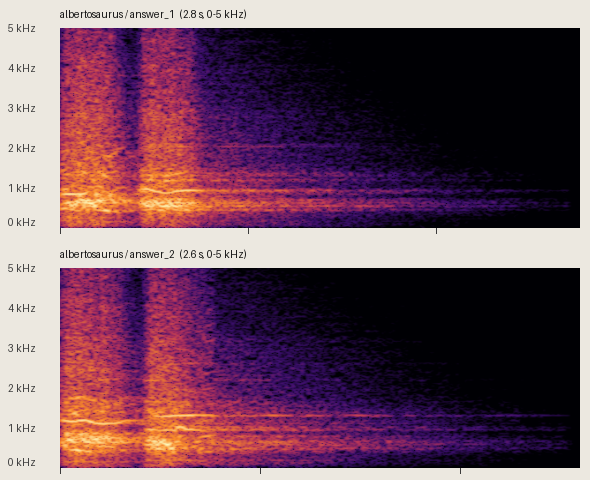 albertosaurus / answer_1 (2.8 s, 0-5 kHz)
5 kHz
4 kHz
3 kHz
2 kHz
1 kHz
0 kHz
albertosaurus / answer_2 (2.6 s, 0-5 kHz)
5 kHz
4 kHz
3 kHz
2 kHz
1 kHz
0 kHz